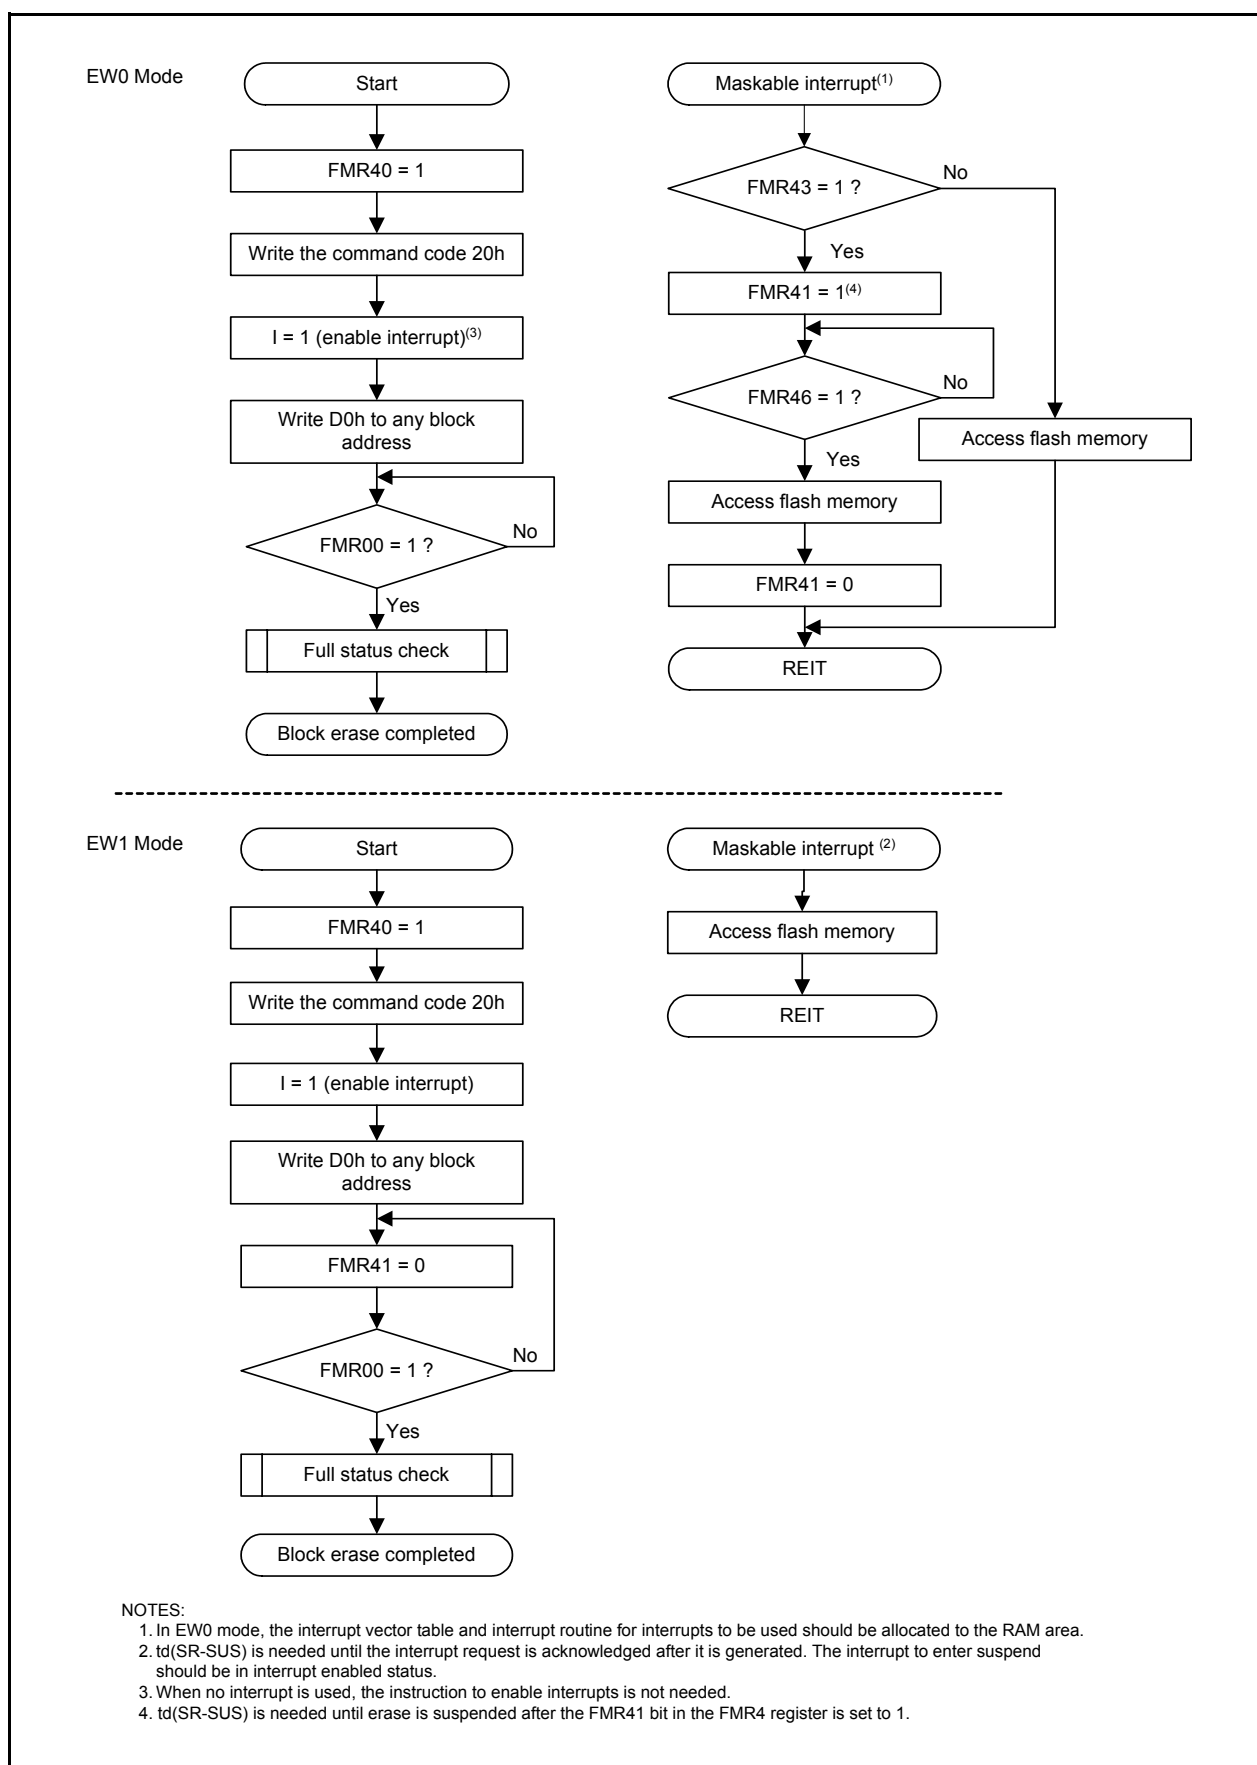 EW0 Mode
Start
FMR40 = 1
Write the command code 20h
I = 1 (enable interrupt)(3)
Write D0h to any block
address
FMR00 = 1 ?
No
Yes
Full status check
Block erase completed
Maskable interrupt(1)
FMR43 = 1 ?
No
Yes
FMR41 = 1(4)
FMR46 = 1 ?
No
Yes
Access flash memory
Access flash memory
FMR41 = 0
REIT
EW1 Mode
Start
FMR40 = 1
Write the command code 20h
I = 1 (enable interrupt)
Write D0h to any block
address
FMR41 = 0
FMR00 = 1 ?
No
Yes
Full status check
Block erase completed
Maskable interrupt (2)
Access flash memory
REIT
NOTES:
1. In EW0 mode, the interrupt vector table and interrupt routine for interrupts to be used should be allocated to the RAM area.
2. td(SR-SUS) is needed until the interrupt request is acknowledged after it is generated. The interrupt to enter suspend
should be in interrupt enabled status.
3. When no interrupt is used, the instruction to enable interrupts is not needed.
4. td(SR-SUS) is needed until erase is suspended after the FMR41 bit in the FMR4 register is set to 1.